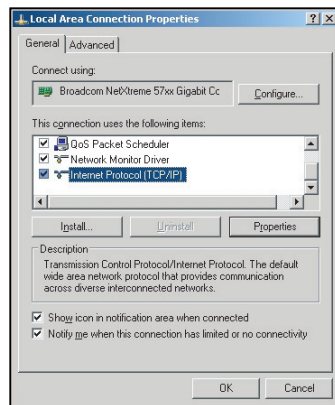 Local Area Connection Properties
General Advanced
Connect using:
Broadcom NetXtreme 57xx Gigabit Cc Configure...
This connection uses the following items:
QoS Packet Scheduler
Network Monitor Driver
Internet Protocol (TCP/IP)
Install... Uninstall Properties
Description
Transmission Control Protocol/Internet Protocol. The default
wide area network protocol that provides communication
across diverse interconnected networks.
Show icon in notification area when connected
Notify me when this connection has limited or no connectivity
OK Cancel